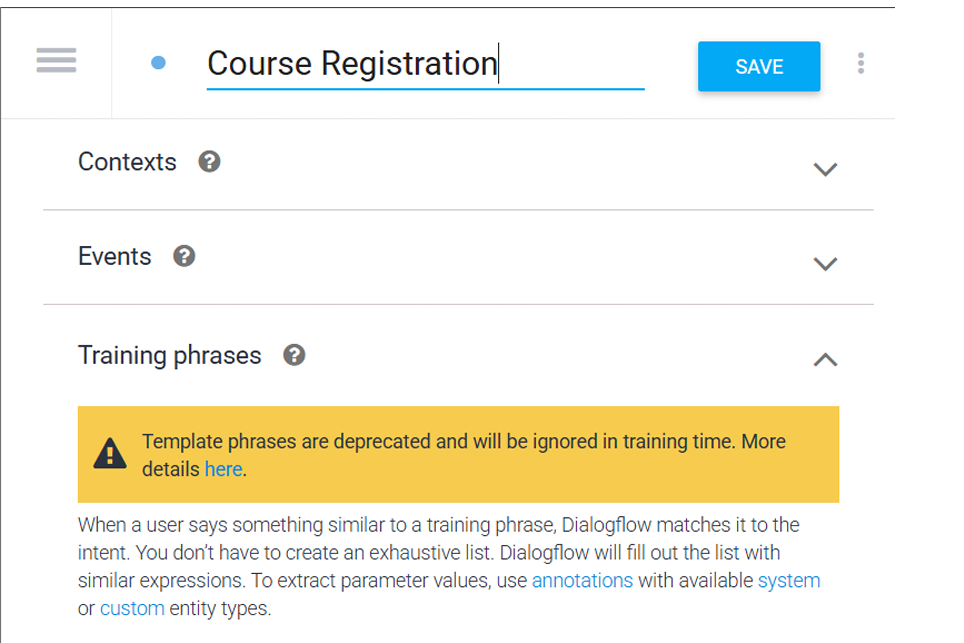 Course Registration
SAVE
Contexts
Events
Training phrases
Template phrases are deprecated and will be ignored in training time. More
details here.
When a user says something similar to a training phrase, Dialogflow matches it to the
intent. You don't have to create an exhaustive list. Dialogflow will fill out the list with
similar expressions. To extract parameter values, use annotations with available system
or custom entity types.